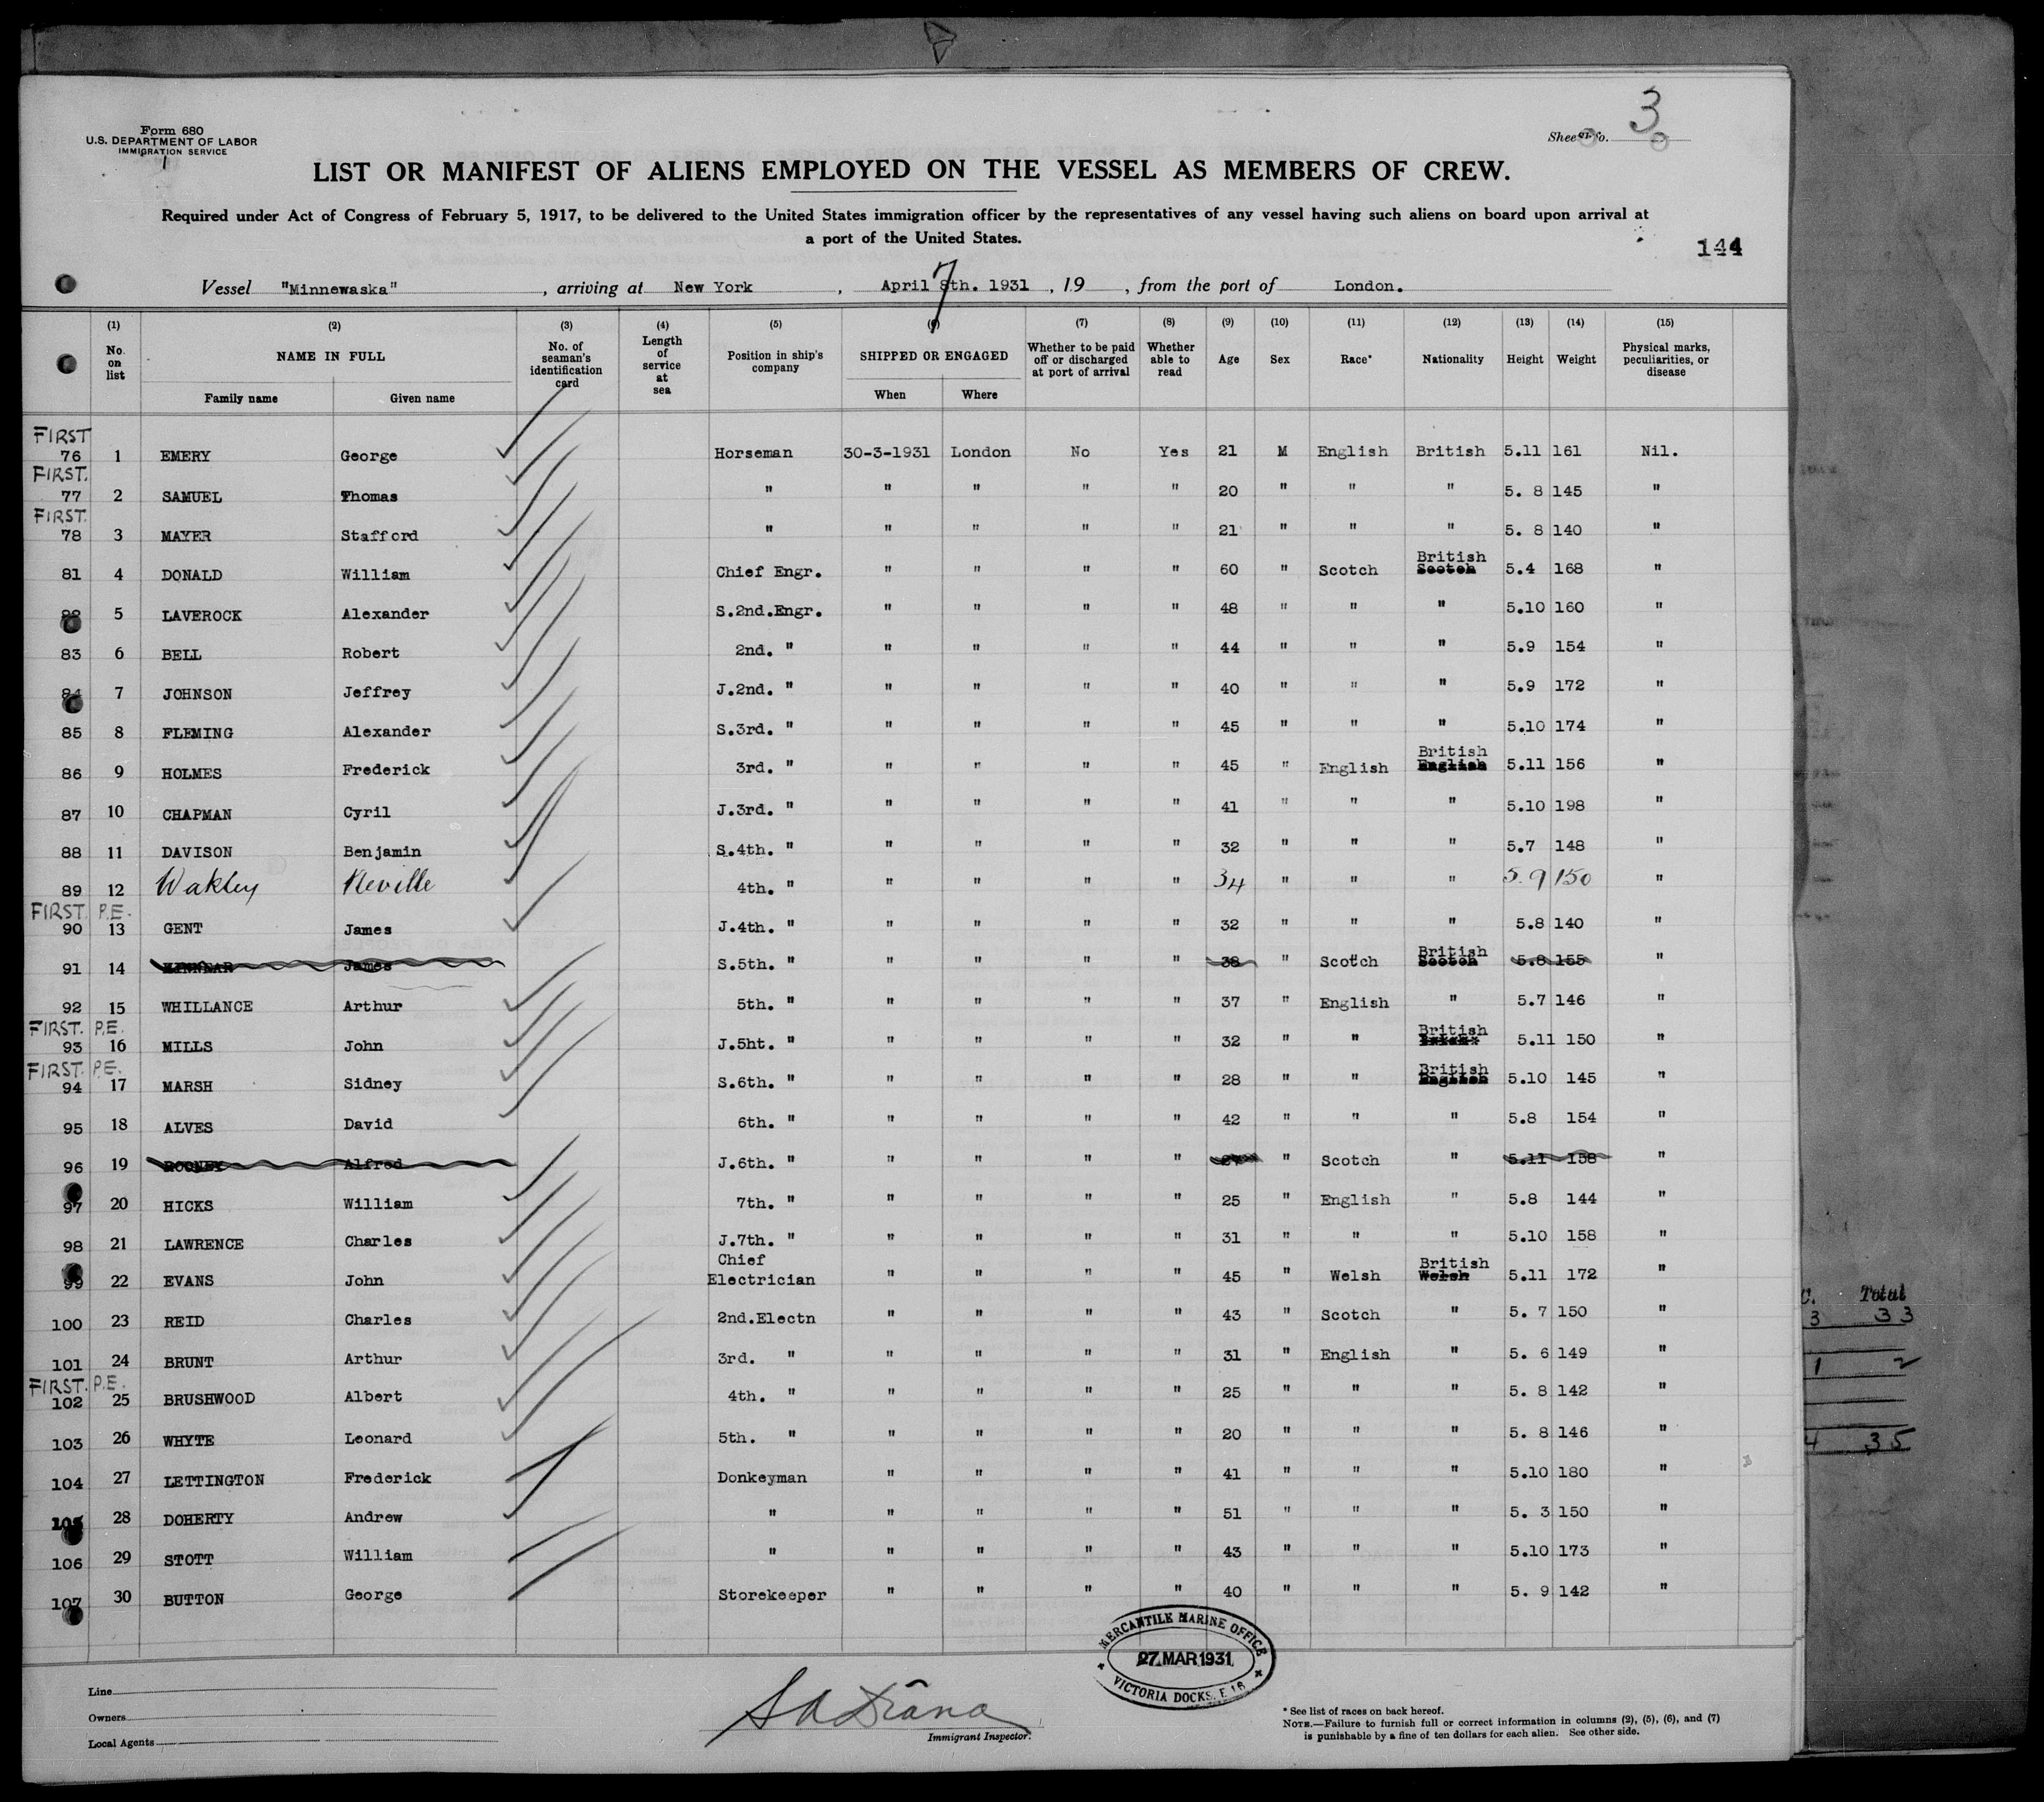 Form 680
U.S. DEPARTMENT OF LABOR
IMMIGRATION SERVICE
Sheet No. 3
LIST OR MANIFEST OF ALIENS EMPLOYED ON THE VESSEL AS MEMBERS OF CREW.
Required under Act of Congress of February 5, 1917, to be delivered to the United States immigration officer by the representatives of any vessel having such aliens on board upon arrival at
a port of the United States.
144
Vessel "Minnewaska" , arriving at New York , April 7 8th. 1931 , 19 , from the port of London.
(1) (2) (3) (4) (5) (6) (7) (8) (9) (10) (11) (12) (13) (14) (15)
No. on list NAME IN FULL Family name Given name No. of seaman's identification card Length of service at sea Position in ship's company SHIPPED OR ENGAGED When Where Whether to be paid off or discharged at port of arrival Whether able to read Age Sex Race* Nationality Height Weight Physical marks, peculiarities, or disease
FIRST
76 1 EMERY George Horseman 30-3-1931 London No Yes 21 M English British 5.11 161 Nil.
FIRST.
77 2 SAMUEL Thomas " " " " " 20 " " " 5. 8 145 "
FIRST.
78 3 MAYER Stafford " " " " " 21 " " " 5. 8 140 "
81 4 DONALD William Chief Engr. " " " " 60 " Scotch British Scotch 5.4 168 "
5 LAVEROCK Alexander S.2nd.Engr. " " " " 48 " " " 5.10 160 "
83 6 BELL Robert 2nd. " " " " " 44 " " " 5.9 154 "
84 7 JOHNSON Jeffrey J.2nd. " " " " " 40 " " " 5.9 172 "
85 8 FLEMING Alexander S.3rd. " " " " " 45 " " " 5.10 174 "
86 9 HOLMES Frederick 3rd. " " " " " 45 " English British English 5.11 156 "
87 10 CHAPMAN Cyril J.3rd. " " " " " 41 " " " 5.10 198 "
88 11 DAVISON Benjamin S.4th. " " " " " 32 " " " 5.7 148 "
89 12 Wakley Neville 4th. " " " " " 34 " " " 5.9 150 "
FIRST. P.E.
90 13 GENT James J.4th. " " " " " 32 " " " 5.8 140 "
91 14 James S.5th. " " " " " 38 " Scotch British Scotch 5.8 155 "
92 15 WHILLANCE Arthur 5th. " " " " " 37 " English " 5.7 146 "
FIRST. P.E.
93 16 MILLS John J.5ht. " " " " " 32 " " British 5.11 150 "
FIRST. P.E.
94 17 MARSH Sidney S.6th. " " " " " 28 " " British English 5.10 145 "
95 18 ALVES David 6th. " " " " " 42 " " " 5.8 154 "
96 19 ROONEY Alfred J.6th. " " " " " " Scotch " 5.11 158 "
97 20 HICKS William 7th. " " " " " 25 " English " 5.8 144 "
98 21 LAWRENCE Charles J.7th. " " " " " 31 " " " 5.10 158 "
99 22 EVANS John Chief Electrician " " " " 45 " Welsh British Welsh 5.11 172 "
100 23 REID Charles 2nd.Electn " " " " 43 " Scotch " 5. 7 150 "
101 24 BRUNT Arthur 3rd. " " " " " 31 " English " 5. 6 149 "
FIRST. P.E.
102 25 BRUSHWOOD Albert 4th. " " " " " 25 " " " 5. 8 142 "
103 26 WHYTE Leonard 5th. " " " " " 20 " " " 5. 8 146 "
104 27 LETTINGTON Frederick Donkeyman " " " " 41 " " " 5.10 180 "
105 28 DOHERTY Andrew " " " " " 51 " " " 5. 3 150 "
106 29 STOTT William " " " " " 43 " " " 5.10 173 "
107 30 BUTTON George Storekeeper " " " " 40 " " " 5. 9 142 "
C. Total
3 33
1 2
4 35
MERCANTILE MARINE OFFICE
27 MAR 1931
VICTORIA DOCKS. E 16
Line
Owners
Local Agents
Immigrant Inspector.
* See list of races on back hereof.
NOTE.—Failure to furnish full or correct information in columns (2), (5), (6), and (7)
is punishable by a fine of ten dollars for each alien. See other side.